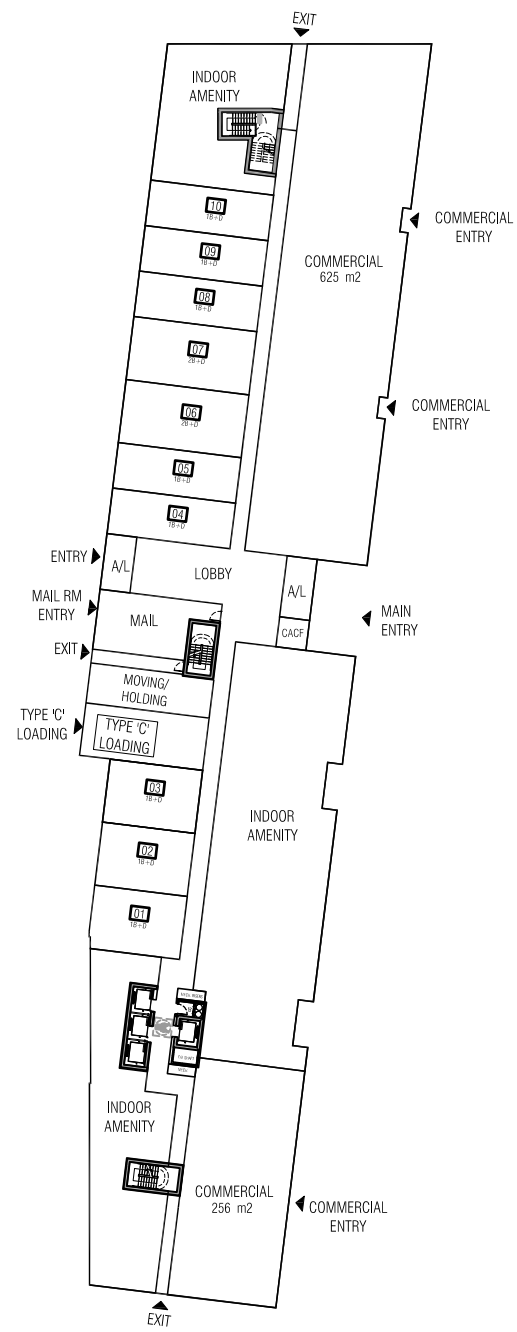 EXIT
INDOOR
AMENITY
10
1B+D
COMMERCIAL
ENTRY
09
1B+D
COMMERCIAL
625 m2
08
1B+D
07
2B+D
06
2B+D
COMMERCIAL
ENTRY
05
1B+D
04
1B+D
ENTRY
A/L
LOBBY
A/L
MAIL RM
ENTRY
MAIL
MAIN
ENTRY
CACF
EXIT
MOVING/
HOLDING
TYPE 'C'
LOADING
TYPE 'C'
LOADING
03
1B+D
INDOOR
AMENITY
02
1B+D
01
1B+D
INDOOR
AMENITY
COMMERCIAL
256 m2
COMMERCIAL
ENTRY
EXIT